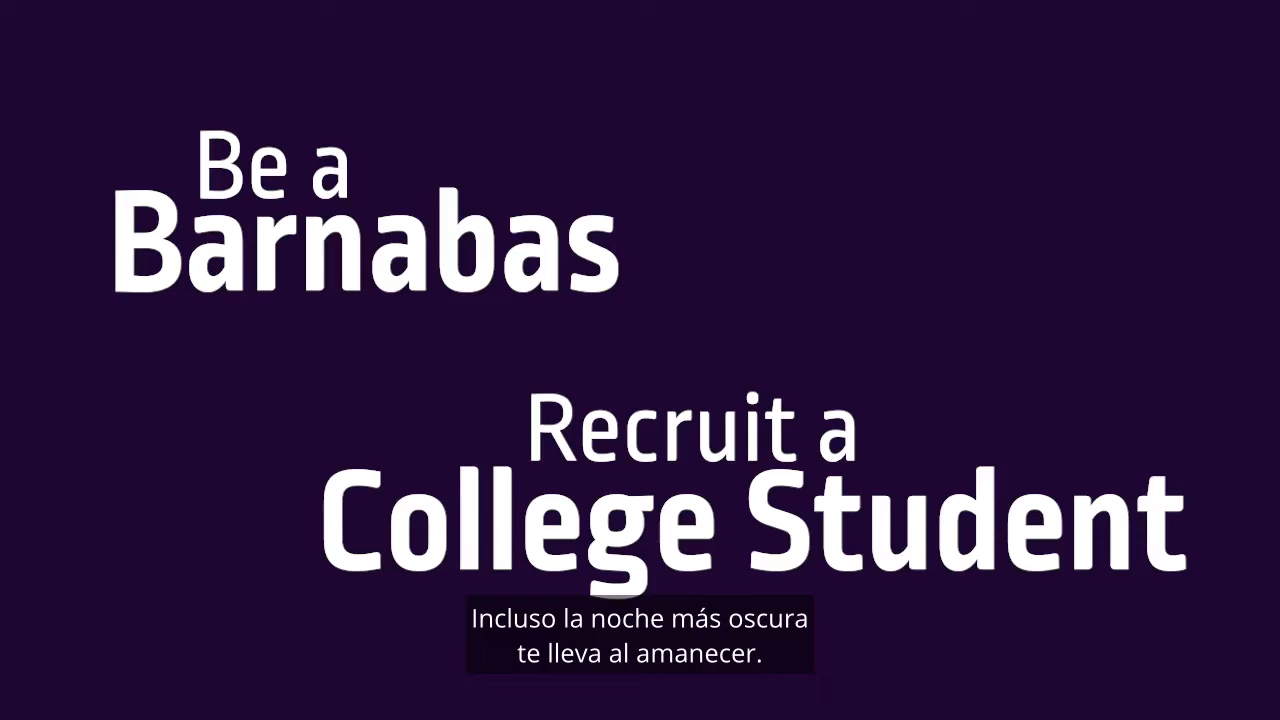 Be a
Barnabas
Recruit a
College Student
Incluso la noche más oscura
te lleva al amanecer.